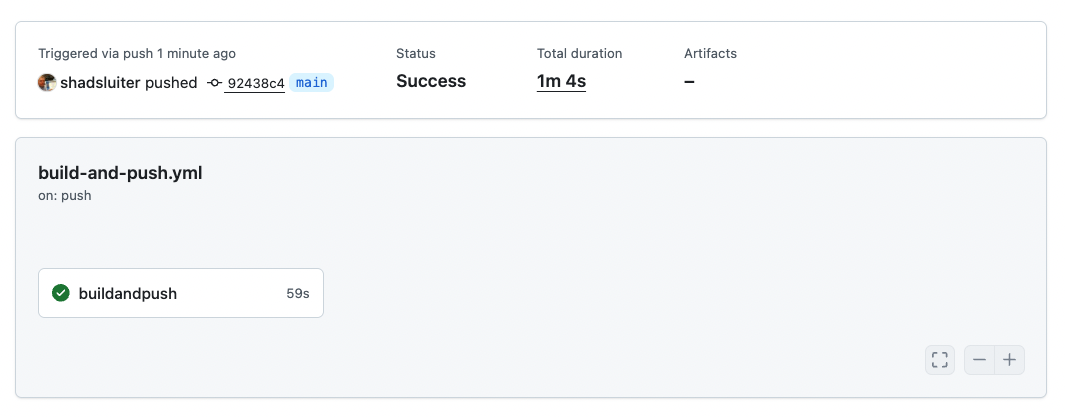 Triggered via push 1 minute ago
shadsluiter pushed 92438c4 main
Status
Success
Total duration
1m 4s
Artifacts
–
build-and-push.yml
on: push
buildandpush 59s